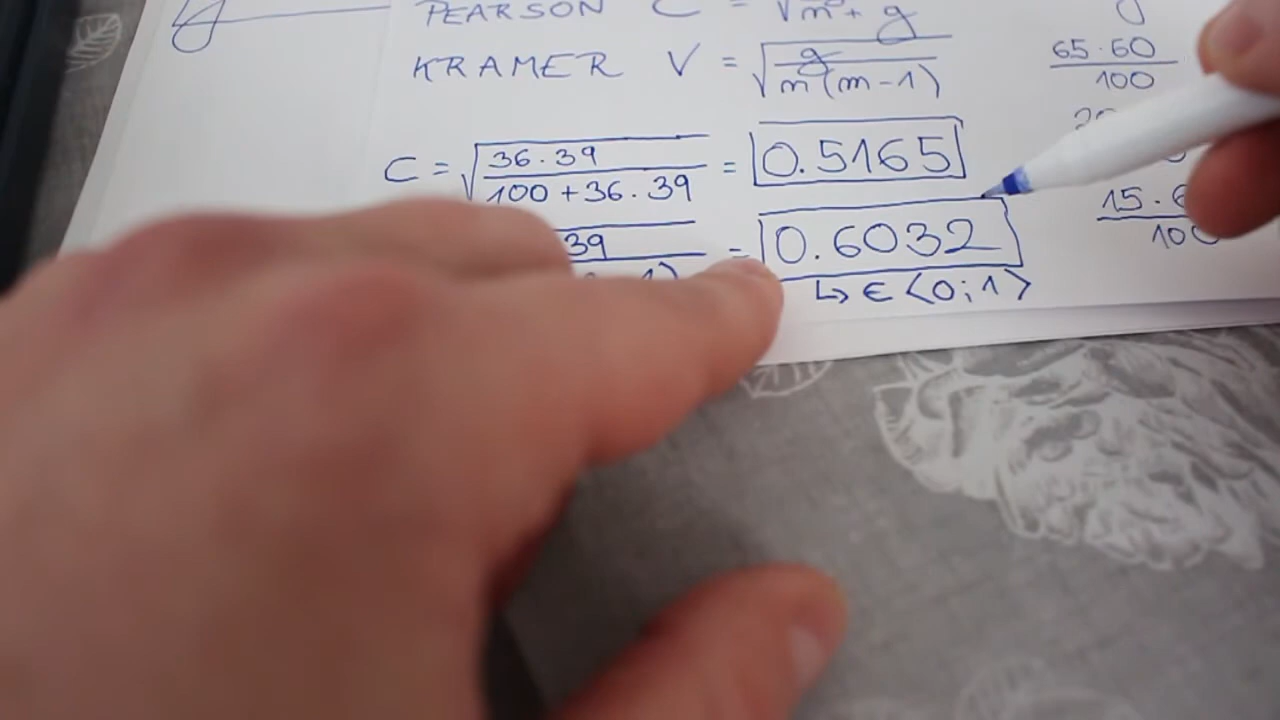 PEARSON C = √ m + g
KRAMER V = √ g / m (m - 1)
65 · 60 / 100
C = √ 36.39 / 100 + 36.39 = 0.5165
39 = 0.6032
15 · 6 / 100
↳ ∈ ⟨0;1⟩